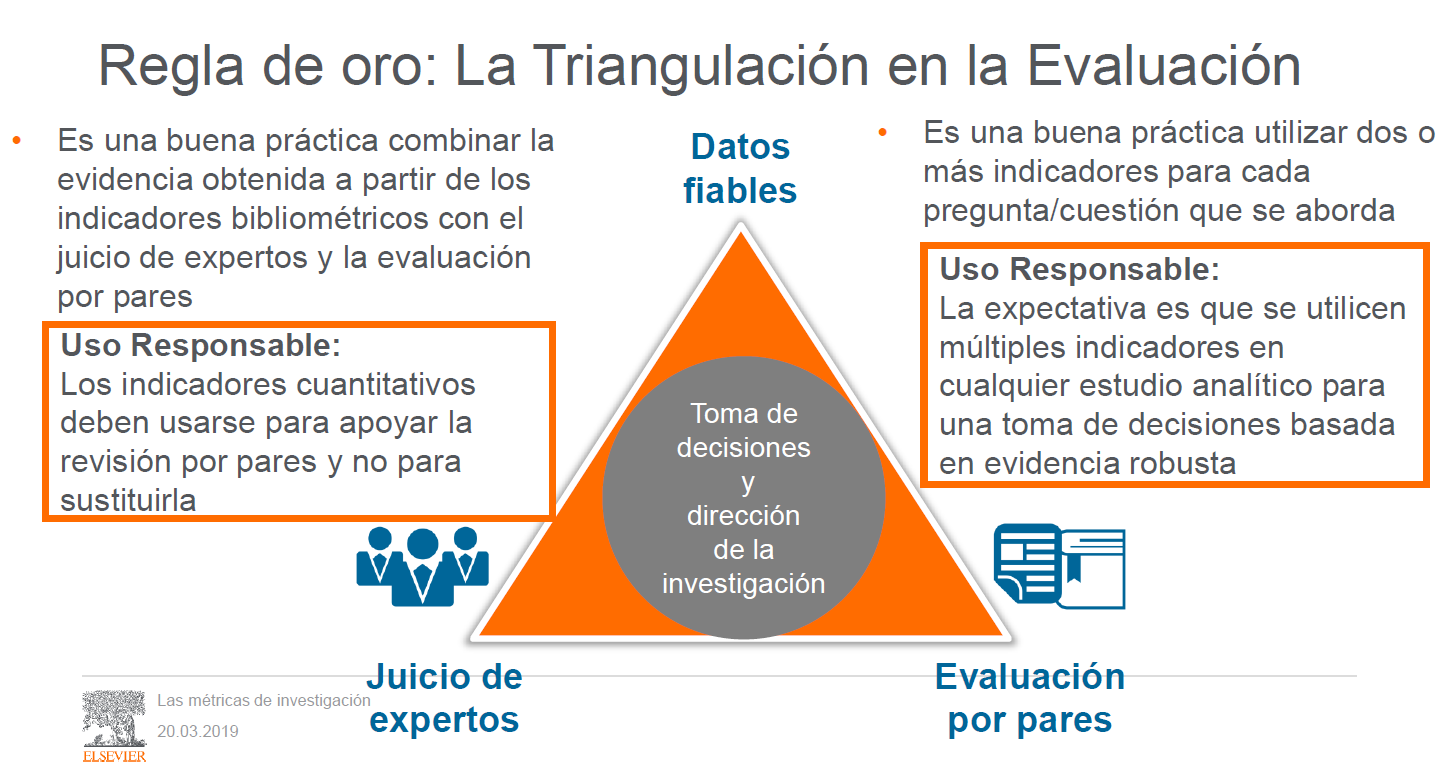 Regla de oro: La Triangulación en la Evaluación
• Es una buena práctica combinar la
evidencia obtenida a partir de los
indicadores bibliométricos con el
juicio de expertos y la evaluación
por pares
Uso Responsable:
Los indicadores cuantitativos
deben usarse para apoyar la
revisión por pares y no para
sustituirla
Datos
fiables
• Es una buena práctica utilizar dos o
más indicadores para cada
pregunta/cuestión que se aborda
Uso Responsable:
La expectativa es que se utilicen
múltiples indicadores en
cualquier estudio analítico para
una toma de decisiones basada
en evidencia robusta
Toma de
decisiones
y
dirección
de la
investigación
Juicio de
expertos
Evaluación
por pares
Las métricas de investigación
20.03.2019
ELSEVIER